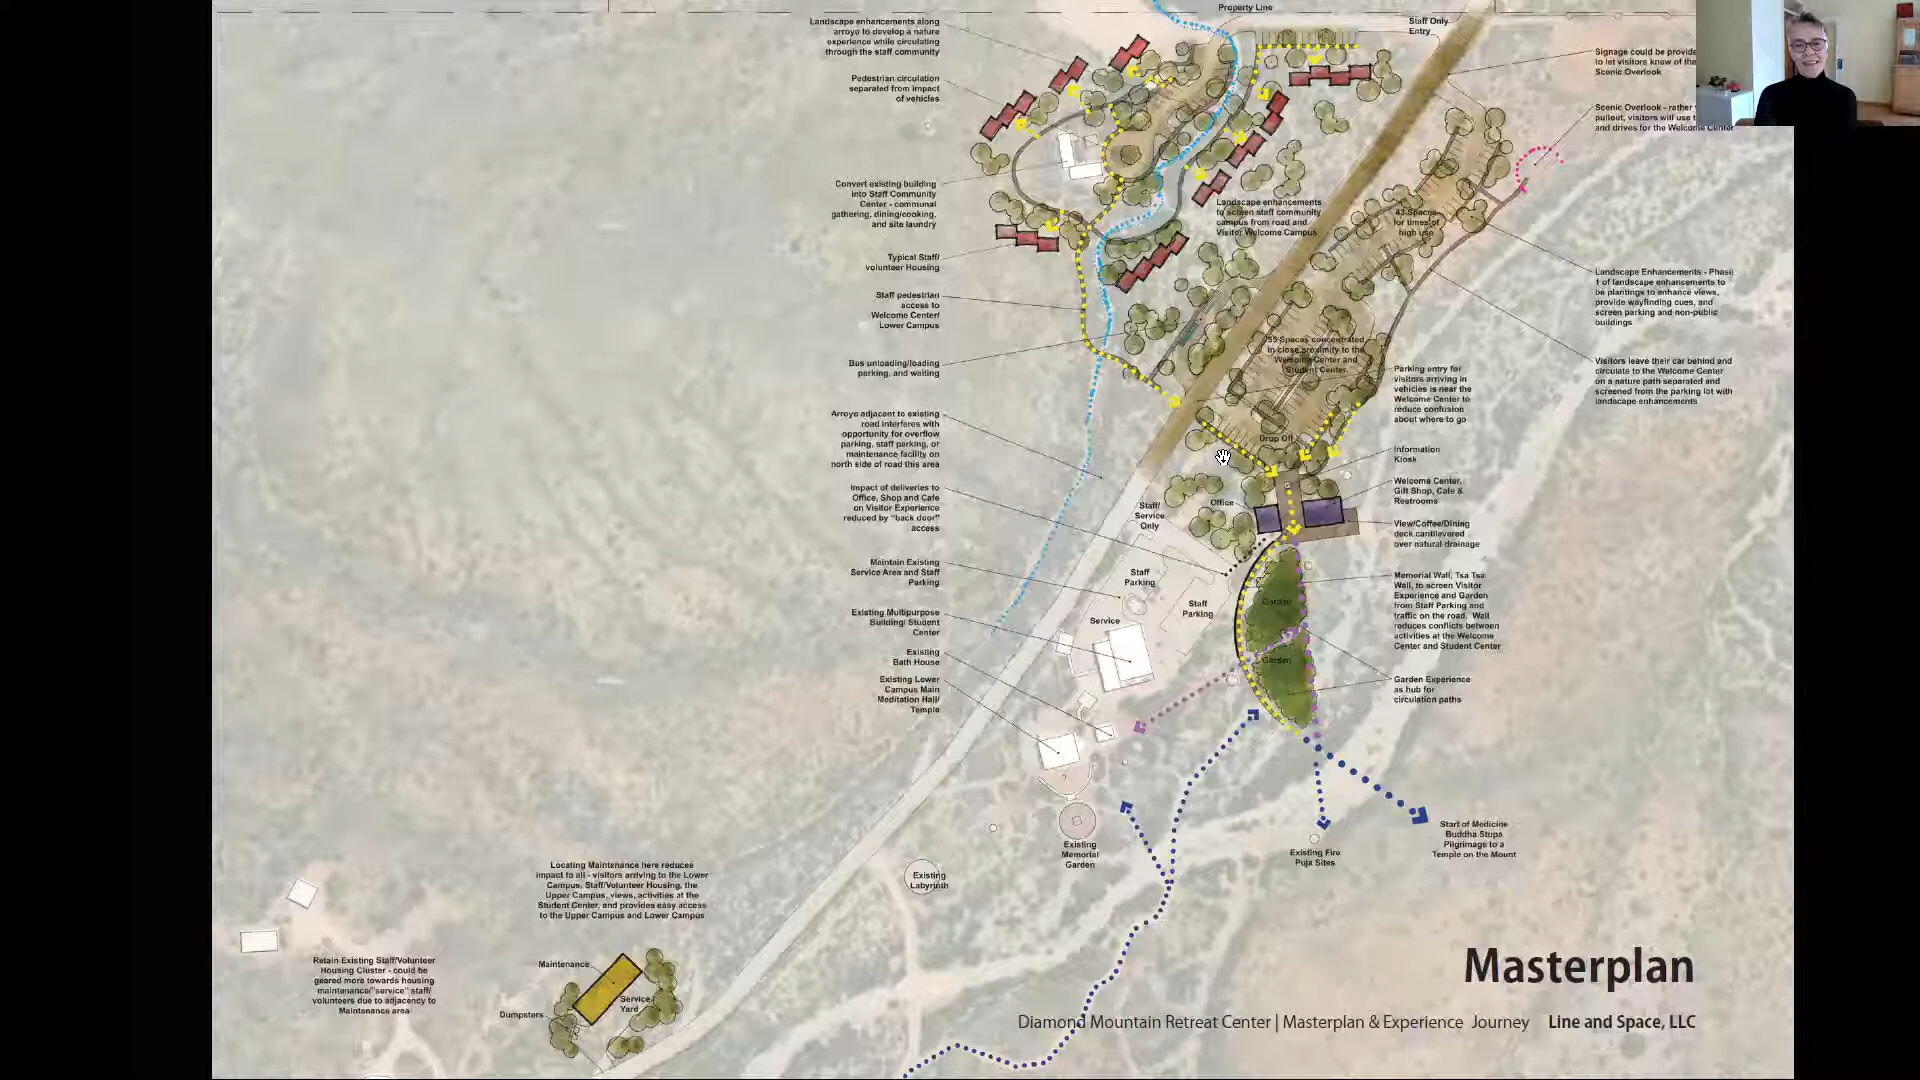 Property Line
Staff Only
Entry
Landscape enhancements along
arroyo to develop a nature
experience while circulating
through the staff community
Pedestrian circulation
separated from impact
of vehicles
Convert existing building
into Staff Community
Center - communal
gathering, dining/cooking,
and site laundry
Typical Staff/
volunteer Housing
Staff pedestrian
access to
Welcome Center/
Lower Campus
Bus unloading/loading
parking, and waiting
Arroyo adjacent to existing
road interferes with
opportunity for overflow
parking, staff parking, or
maintenance facility on
north side of road this area
Impact of deliveries to
Office, Shop and Cafe
on Visitor Experience
reduced by "back door"
access
Maintain Existing
Service Area and Staff
Parking
Existing Multipurpose
Building/ Student
Center
Existing
Bath House
Existing Lower
Campus Main
Meditation Hall/
Temple
Landscape enhancements
to screen staff community
campus from road and
Visitor Welcome Campus
43 Spaces
for times of
high use
55 Spaces concentrated
in close proximity to the
Welcome Center and
Student Center
Drop Off
Office
Staff/
Service
Only
Staff
Parking
Staff
Parking
Service
Garden
Garden
Signage could be provide
to let visitors know of the
Scenic Overlook
Scenic Overlook - rather
pullout, visitors will use
and drives for the Welcome Center
Landscape Enhancements - Phase
1 of landscape enhancements to
be plantings to enhance views,
provide wayfinding cues, and
screen parking and non-public
buildings
Visitors leave their car behind and
circulate to the Welcome Center
on a nature path separated and
screened from the parking lot with
landscape enhancements
Parking entry for
visitors arriving in
vehicles is near the
Welcome Center to
reduce confusion
about where to go
Information
Kiosk
Welcome Center,
Gift Shop, Cafe &
Restrooms
View/Coffee/Dining
deck cantilevered
over natural drainage
Memorial Wall, Tsa Tsa
Wall, to screen Visitor
Experience and Garden
from Staff Parking and
traffic on the road. Wall
reduces conflicts between
activities at the Welcome
Center and Student Center
Garden Experience
as hub for
circulation paths
Existing
Memorial
Garden
Existing
Labyrinth
Existing Fire
Puja Sites
Start of Medicine
Buddha Stupa
Pilgrimage to a
Temple on the Mount
Locating Maintenance here reduces
impact to all - visitors arriving to the Lower
Campus, Staff/Volunteer Housing, the
Upper Campus, views, activities at the
Student Center, and provides easy access
to the Upper Campus and Lower Campus
Retain Existing Staff/Volunteer
Housing Cluster - could be
geared more towards housing
maintenance/"service" staff/
volunteers due to adjacency to
Maintenance area
Maintenance
Service
Yard
Dumpsters
Masterplan
Diamond Mountain Retreat Center | Masterplan & Experience Journey Line and Space, LLC